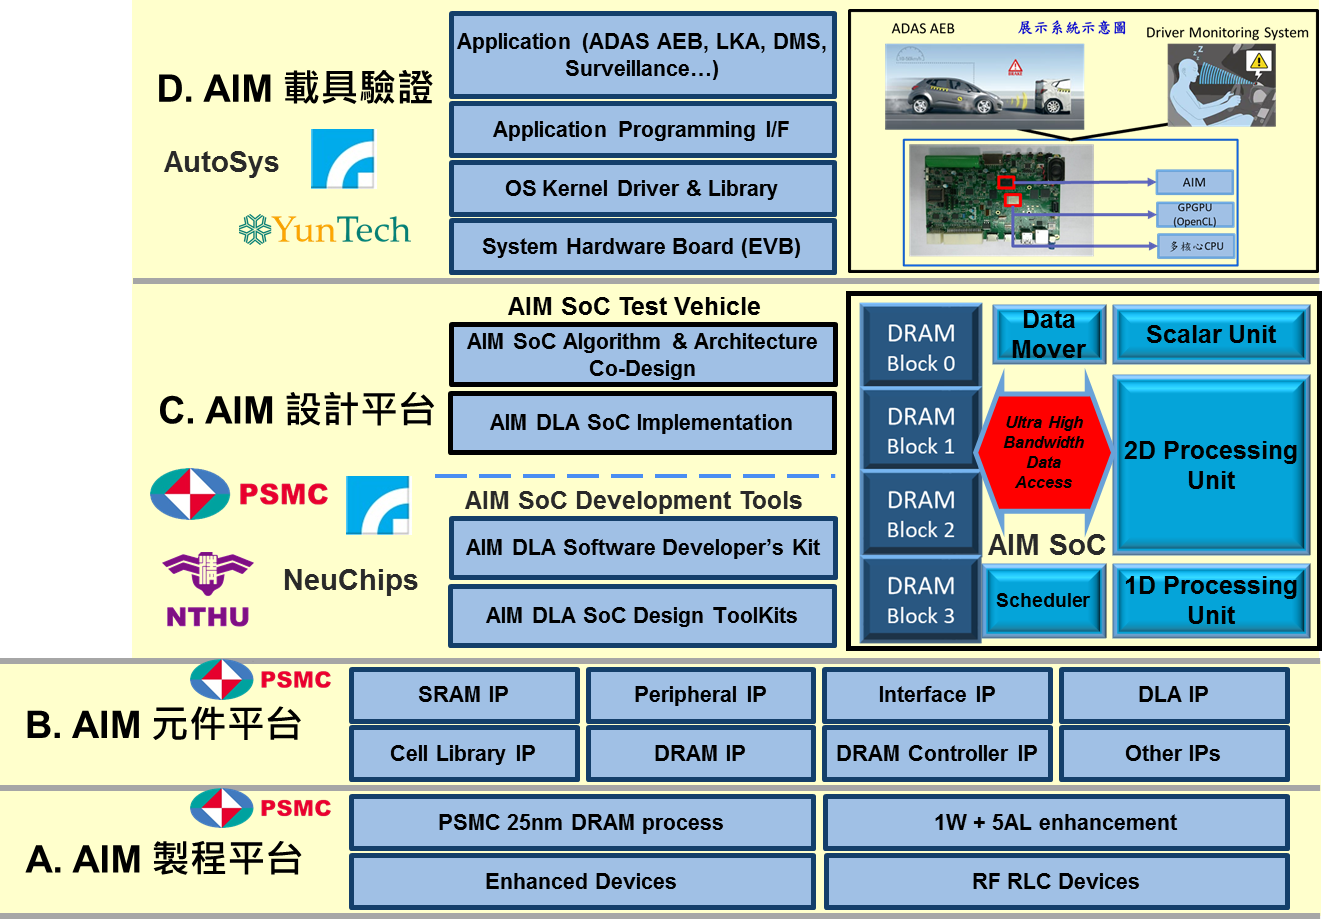 D. AIM 載具驗證
AutoSys
YunTech
Application (ADAS AEB, LKA, DMS,
Surveillance…)
Application Programming I/F
OS Kernel Driver & Library
System Hardware Board (EVB)
ADAS AEB
展示系統示意圖
Driver Monitoring System
AIM
GPGPU
(OpenCL)
多核心CPU
C. AIM 設計平台
PSMC
NTHU
NeuChips
AIM SoC Test Vehicle
AIM SoC Algorithm & Architecture
Co-Design
AIM DLA SoC Implementation
AIM SoC Development Tools
AIM DLA Software Developer’s Kit
AIM DLA SoC Design ToolKits
DRAM
Block 0
DRAM
Block 1
DRAM
Block 2
DRAM
Block 3
Data
Mover
Scalar Unit
Ultra High
Bandwidth
Data
Access
2D Processing
Unit
AIM SoC
Scheduler
1D Processing
Unit
PSMC
B. AIM 元件平台
SRAM IP
Peripheral IP
Interface IP
DLA IP
Cell Library IP
DRAM IP
DRAM Controller IP
Other IPs
PSMC
A. AIM 製程平台
PSMC 25nm DRAM process
1W + 5AL enhancement
Enhanced Devices
RF RLC Devices